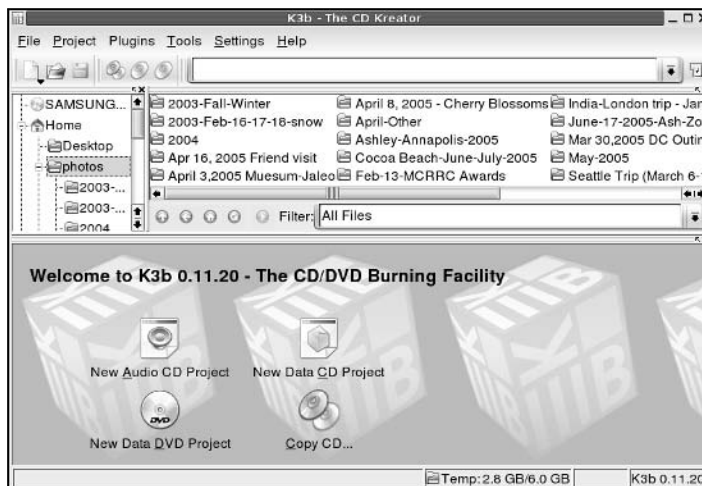 K3b - The CD Kreator
File Project Plugins Tools Settings Help
SAMSUNG...
Home
Desktop
photos
2003-...
2003-...
2004
2003-Fall-Winter
2003-Feb-16-17-18-snow
2004
Apr 16, 2005 Friend visit
April 3,2005 Muesum-Jaleo
April 8, 2005 - Cherry Blossoms
April-Other
Ashley-Annapolis-2005
Cocoa Beach-June-July-2005
Feb-13-MCRRC Awards
India-London trip - Jan
June-17-2005-Ash-Zo
Mar 30,2005 DC Outin
May-2005
Seattle Trip (March 6-
Filter: All Files
Welcome to K3b 0.11.20 - The CD/DVD Burning Facility
New Audio CD Project
New Data CD Project
DVD
New Data DVD Project
Copy CD...
Temp: 2.8 GB/6.0 GB
K3b 0.11.20